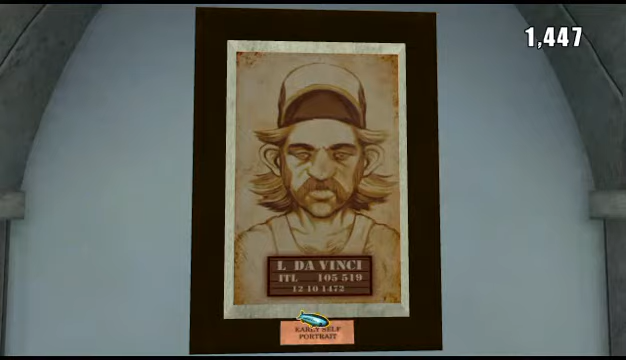 1,447
L DA VINCI
ITL 105 519
12 10 1472
EARLY SELF
PORTRAIT